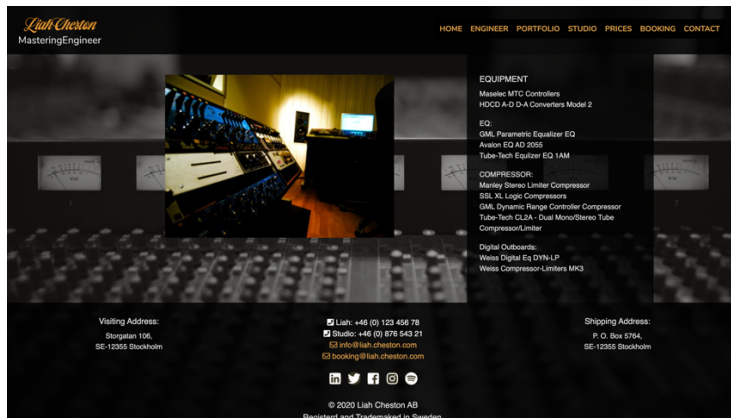 Liah Cheston
MasteringEngineer
HOME ENGINEER PORTFOLIO STUDIO PRICES BOOKING CONTACT
EQUIPMENT
Maselec MTC Controllers
HDCD A-D D-A Converters Model 2
EQ:
GML Parametric Equalizer EQ
Avalon EQ AD 2055
Tube-Tech Equlizer EQ 1AM
COMPRESSOR:
Manley Stereo Limiter Compressor
SSL XL Logic Compressors
GML Dynamic Range Controller Compressor
Tube-Tech CL2A - Dual Mono/Stereo Tube
Compressor/Limiter
Digital Outboards:
Weiss Digital Eq DYN-LP
Weiss Compressor-Limiters MK3
Visiting Address:
Storgatan 106,
SE-12355 Stockholm
Liah: +46 (0) 123 456 78
Studio: +46 (0) 876 543 21
info@liah.cheston.com
booking@liah.cheston.com
Shipping Address:
P. O. Box 5764,
SE-12355 Stockholm
© 2020 Liah Cheston AB
Registerd and Trademaked in Sweden